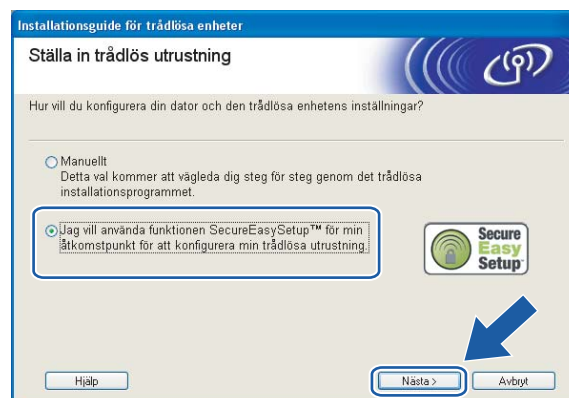 Installationsguide för trådlösa enheter
Ställa in trådlös utrustning
Hur vill du konfigurera din dator och den trådlösa enhetens inställningar?
Manuellt
Detta val kommer att vägleda dig steg för steg genom det trådlösa
installationsprogrammet.
Jag vill använda funktionen SecureEasySetup™ för min
åtkomstpunkt för att konfigurera min trådlösa utrustning.
Secure
Easy
Setup
Hjälp
Nästa >
Avbryt